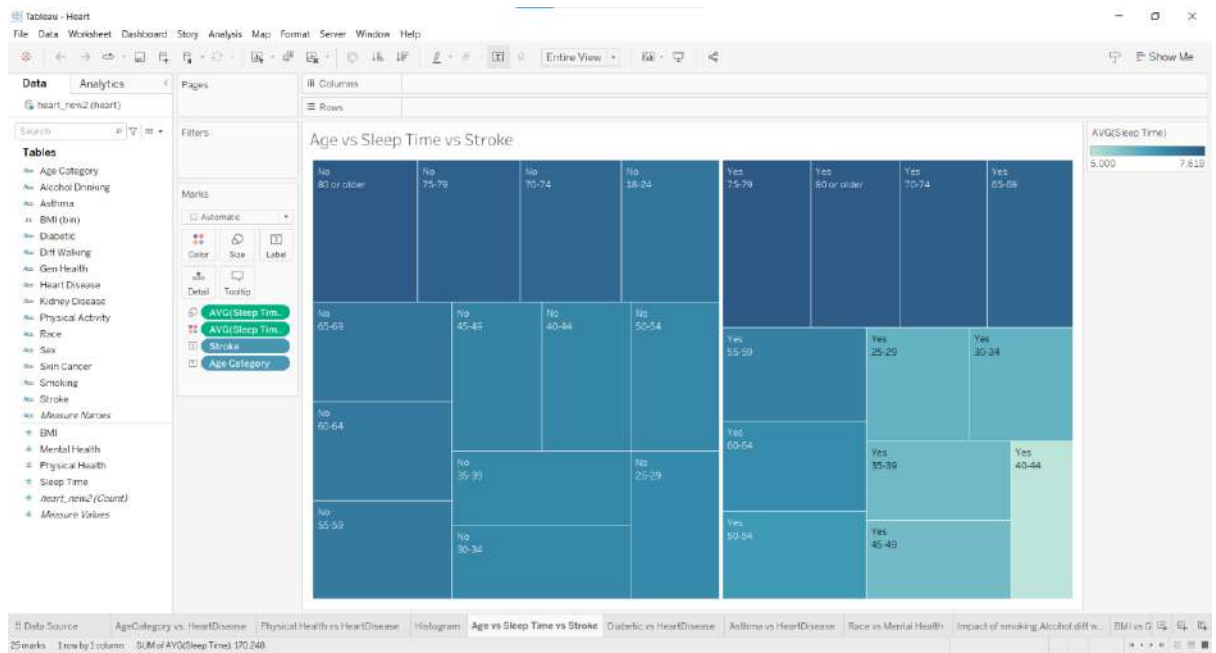 Tableau - Heart
File Data Worksheet Dashboard Story Analysis Map Format Server Window Help
Entire View
Show Me
Data Analytics
heart_new2 (heart)
Search
Tables
Age Category
Alcohol Drinking
Asthma
BMI (bin)
Diabetic
Diff Walking
Gen Health
Heart Disease
Kidney Disease
Physical Activity
Race
Sex
Skin Cancer
Smoking
Stroke
Measure Names
BMI
Mental Health
Physical Health
Sleep Time
heart_new2 (Count)
Measure Values
Pages
Filters
Marks
Automatic
Color Size Label
Detail Tooltip
AVG(Sleep Tim..
AVG(Sleep Tim..
Stroke
Age Category
Columns
Rows
Age vs Sleep Time vs Stroke
No
80 or older
No
75-79
No
70-74
No
18-24
Yes
75-79
Yes
80 or older
Yes
70-74
Yes
65-69
No
65-69
No
45-49
No
40-44
No
50-54
Yes
55-59
Yes
25-29
Yes
30-34
No
60-64
Yes
60-64
Yes
35-39
Yes
40-44
No
35-39
No
25-29
No
55-59
No
30-34
Yes
50-54
Yes
45-49
AVG(Sleep Time)
5.000 7.618
Data Source AgeCategory vs. HeartDisease Physical Health vs HeartDisease Histogram Age vs Sleep Time vs Stroke Diabetic vs HeartDisease Asthma vs HeartDisease Race vs Mental Health Impact of smoking,Alcohol,diff w... BMI vs G
25 marks 1 row by 1 column SUM of AVG(Sleep Time): 170.248